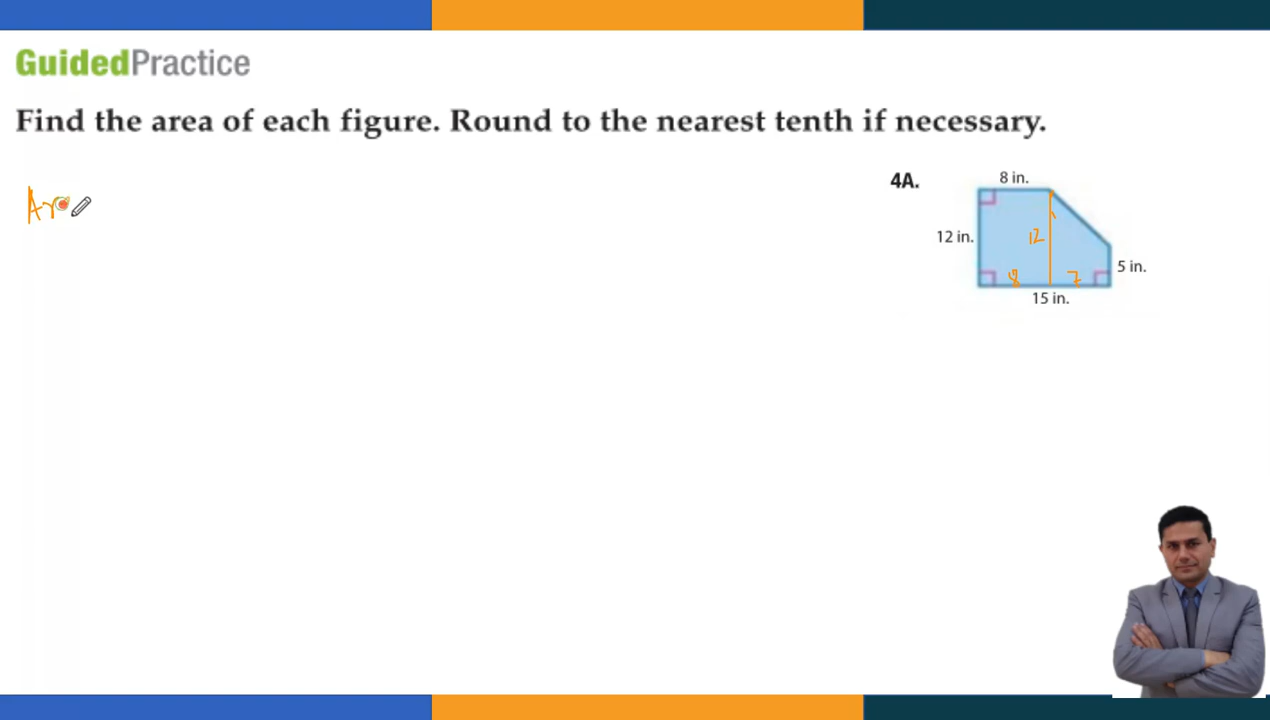 GuidedPractice
Find the area of each figure. Round to the nearest tenth if necessary.
Ar
4A.
8 in.
12 in.
12
5 in.
8
7
15 in.